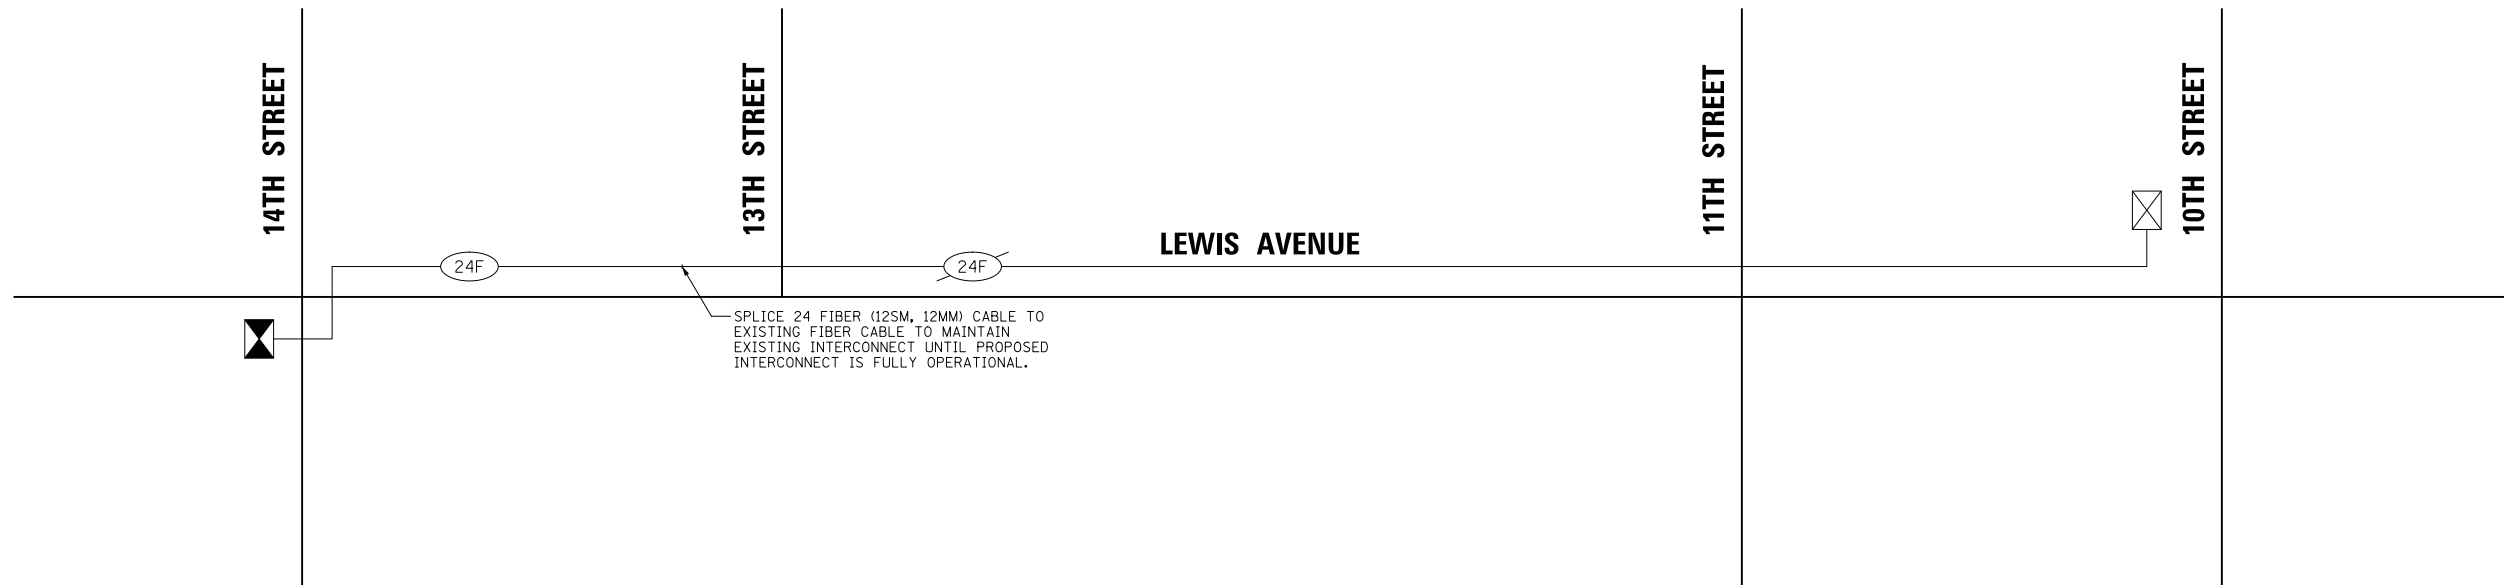 14TH STREET
13TH STREET
11TH STREET
10TH STREET
LEWIS AVENUE
24F
24F
SPLICE 24 FIBER (12SM, 12MM) CABLE TO
EXISTING FIBER CABLE TO MAINTAIN
EXISTING INTERCONNECT UNTIL PROPOSED
INTERCONNECT IS FULLY OPERATIONAL.